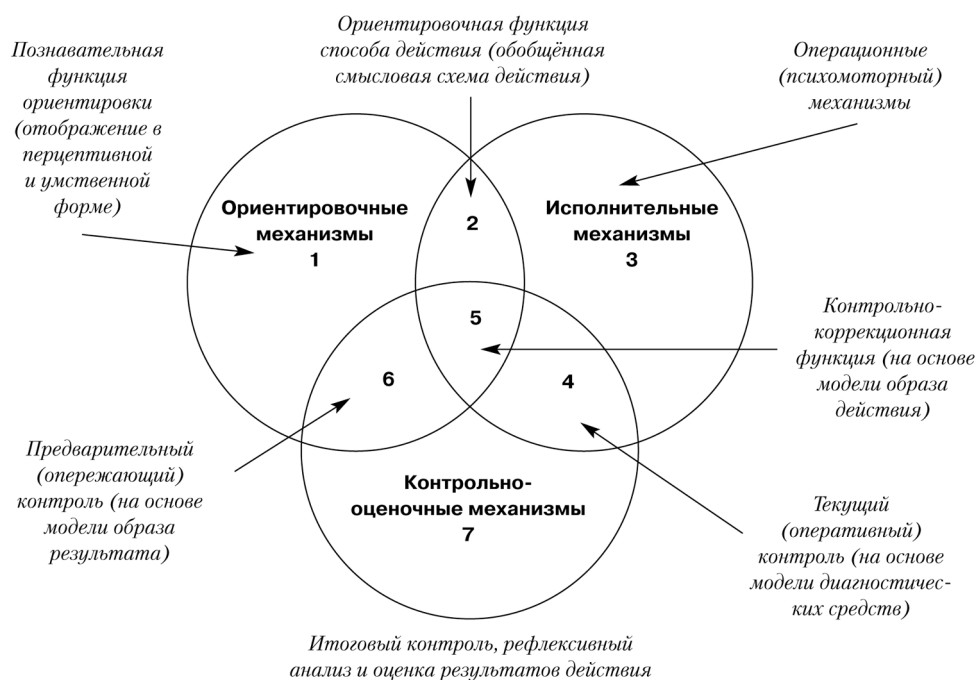 Ориентировочная функция
способа действия (обобщённая
смысловая схема действия)
Познавательная
функция
ориентировки
(отображение в
перцептивной
и умственной
форме)
Операционные
(психомоторный)
механизмы
Ориентировочные
механизмы
1
2
Исполнительные
механизмы
3
5
6
4
Контрольно-
коррекционная
функция (на основе
модели образа
действия)
Предварительный
(опережающий)
контроль (на основе
модели образа
результата)
Контрольно-
оценочные механизмы
7
Текущий
(оперативный)
контроль (на основе
модели диагностичес-
ких средств)
Итоговый контроль, рефлексивный
анализ и оценка результатов действия